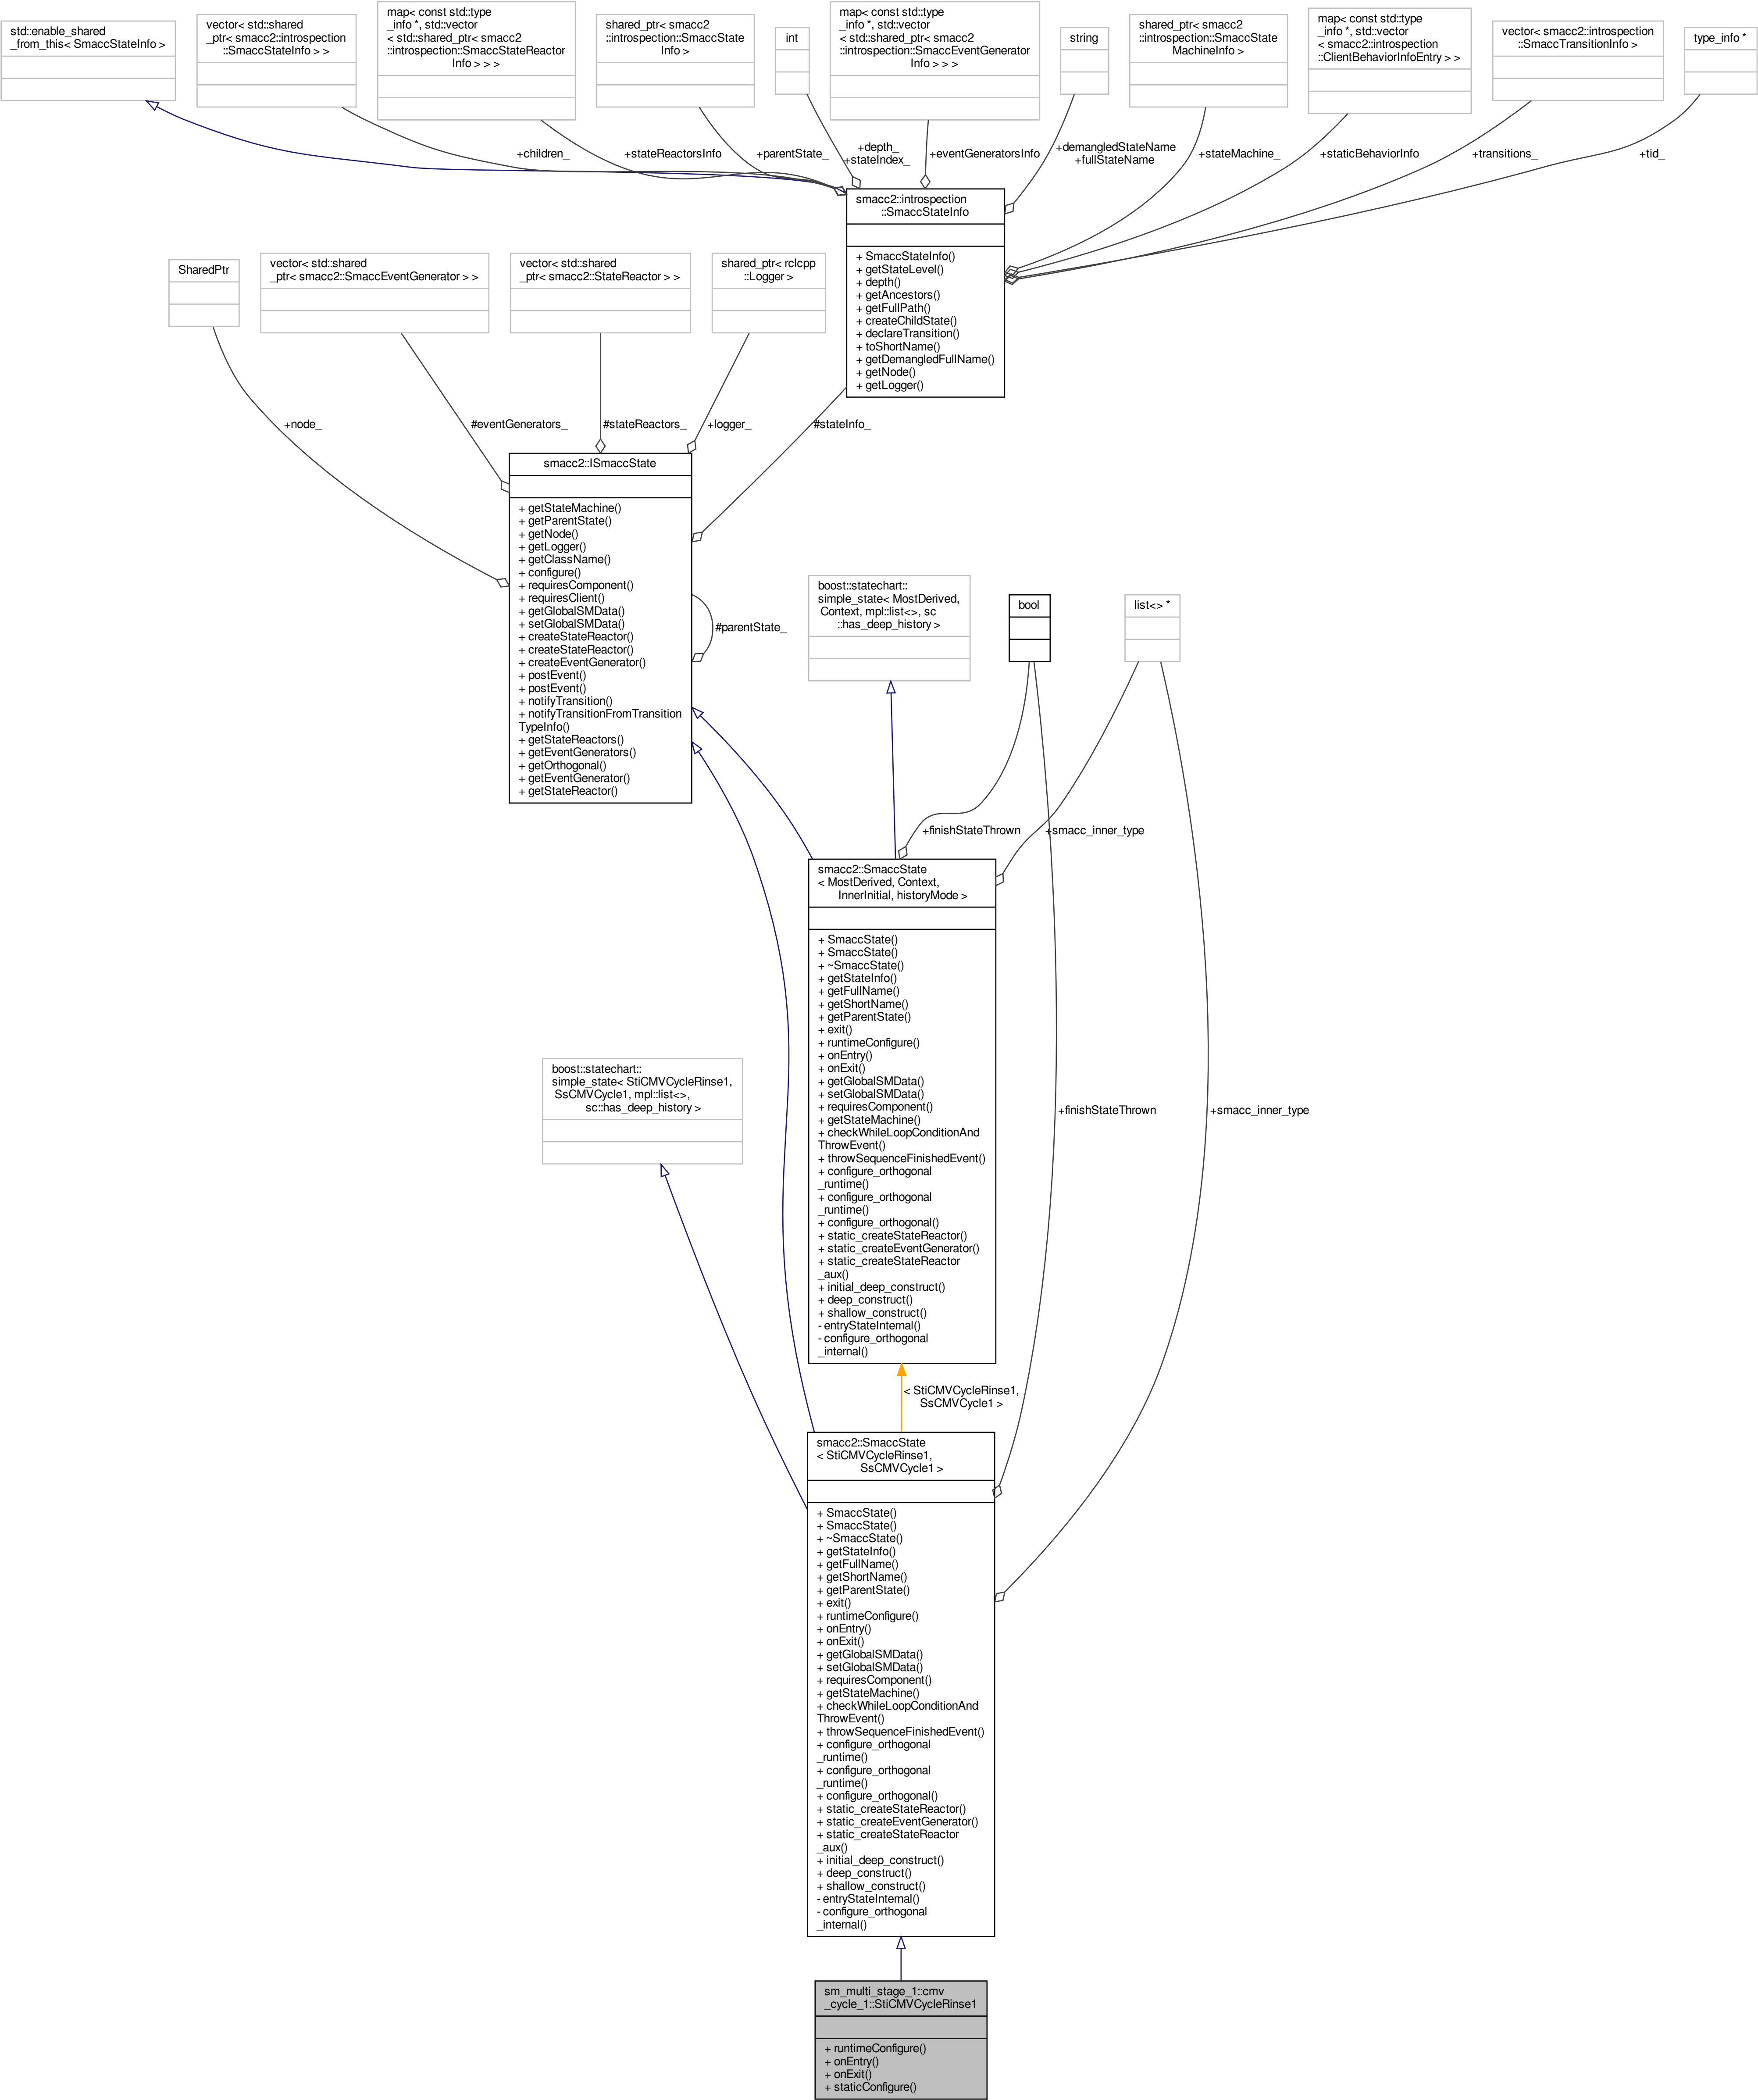 std::enable_shared
_from_this< SmaccStateInfo >
vector< std::shared
_ptr< smacc2::introspection
::SmaccStateInfo > >
map< const std::type
_info *, std::vector
< std::shared_ptr< smacc2
::introspection::SmaccStateReactor
Info > > >
shared_ptr< smacc2
::introspection::SmaccState
Info >
int
map< const std::type
_info *, std::vector
< std::shared_ptr< smacc2
::introspection::SmaccEventGenerator
Info > > >
string
shared_ptr< smacc2
::introspection::SmaccState
MachineInfo >
map< const std::type
_info *, std::vector
< smacc2::introspection
::ClientBehaviorInfoEntry > >
vector< smacc2::introspection
::SmaccTransitionInfo >
type_info *
+children_
+stateReactorsInfo
+parentState_
+depth_
+stateIndex_
+eventGeneratorsInfo
+demangledStateName
+fullStateName
+stateMachine_
+staticBehaviorInfo
+transitions_
+tid_
smacc2::introspection
::SmaccStateInfo
+ SmaccStateInfo()
+ getStateLevel()
+ depth()
+ getAncestors()
+ getFullPath()
+ createChildState()
+ declareTransition()
+ toShortName()
+ getDemangledFullName()
+ getNode()
+ getLogger()
SharedPtr
vector< std::shared
_ptr< smacc2::SmaccEventGenerator > >
vector< std::shared
_ptr< smacc2::StateReactor > >
shared_ptr< rclcpp
::Logger >
+node_
#eventGenerators_
#stateReactors_
+logger_
#stateInfo_
smacc2::ISmaccState
+ getStateMachine()
+ getParentState()
+ getNode()
+ getLogger()
+ getClassName()
+ configure()
+ requiresComponent()
+ requiresClient()
+ getGlobalSMData()
+ setGlobalSMData()
+ createStateReactor()
+ createStateReactor()
+ createEventGenerator()
+ postEvent()
+ postEvent()
+ notifyTransition()
+ notifyTransitionFromTransition
TypeInfo()
+ getStateReactors()
+ getEventGenerators()
+ getOrthogonal()
+ getEventGenerator()
+ getStateReactor()
#parentState_
boost::statechart::
simple_state< MostDerived,
Context, mpl::list<>, sc
::has_deep_history >
bool
list<> *
+finishStateThrown
+smacc_inner_type
smacc2::SmaccState
< MostDerived, Context,
InnerInitial, historyMode >
+ SmaccState()
+ SmaccState()
+ ~SmaccState()
+ getStateInfo()
+ getFullName()
+ getShortName()
+ getParentState()
+ exit()
+ runtimeConfigure()
+ onEntry()
+ onExit()
+ getGlobalSMData()
+ setGlobalSMData()
+ requiresComponent()
+ getStateMachine()
+ checkWhileLoopConditionAnd
ThrowEvent()
+ throwSequenceFinishedEvent()
+ configure_orthogonal
_runtime()
+ configure_orthogonal
_runtime()
+ configure_orthogonal()
+ static_createStateReactor()
+ static_createEventGenerator()
+ static_createStateReactor
_aux()
+ initial_deep_construct()
+ deep_construct()
+ shallow_construct()
- entryStateInternal()
- configure_orthogonal
_internal()
boost::statechart::
simple_state< StiCMVCycleRinse1,
SsCMVCycle1, mpl::list<>,
sc::has_deep_history >
+finishStateThrown
+smacc_inner_type
< StiCMVCycleRinse1,
SsCMVCycle1 >
smacc2::SmaccState
< StiCMVCycleRinse1,
SsCMVCycle1 >
+ SmaccState()
+ SmaccState()
+ ~SmaccState()
+ getStateInfo()
+ getFullName()
+ getShortName()
+ getParentState()
+ exit()
+ runtimeConfigure()
+ onEntry()
+ onExit()
+ getGlobalSMData()
+ setGlobalSMData()
+ requiresComponent()
+ getStateMachine()
+ checkWhileLoopConditionAnd
ThrowEvent()
+ throwSequenceFinishedEvent()
+ configure_orthogonal
_runtime()
+ configure_orthogonal
_runtime()
+ configure_orthogonal()
+ static_createStateReactor()
+ static_createEventGenerator()
+ static_createStateReactor
_aux()
+ initial_deep_construct()
+ deep_construct()
+ shallow_construct()
- entryStateInternal()
- configure_orthogonal
_internal()
sm_multi_stage_1::cmv
_cycle_1::StiCMVCycleRinse1
+ runtimeConfigure()
+ onEntry()
+ onExit()
+ staticConfigure()